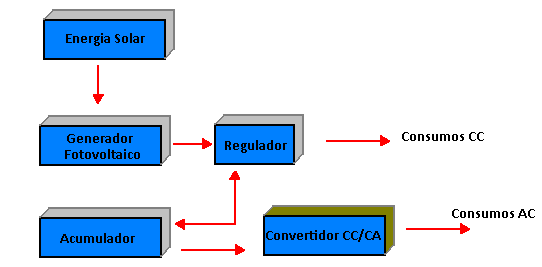 Energia Solar
Generador
Fotovoltaico
Regulador
Consumos CC
Acumulador
Convertidor CC/CA
Consumos AC